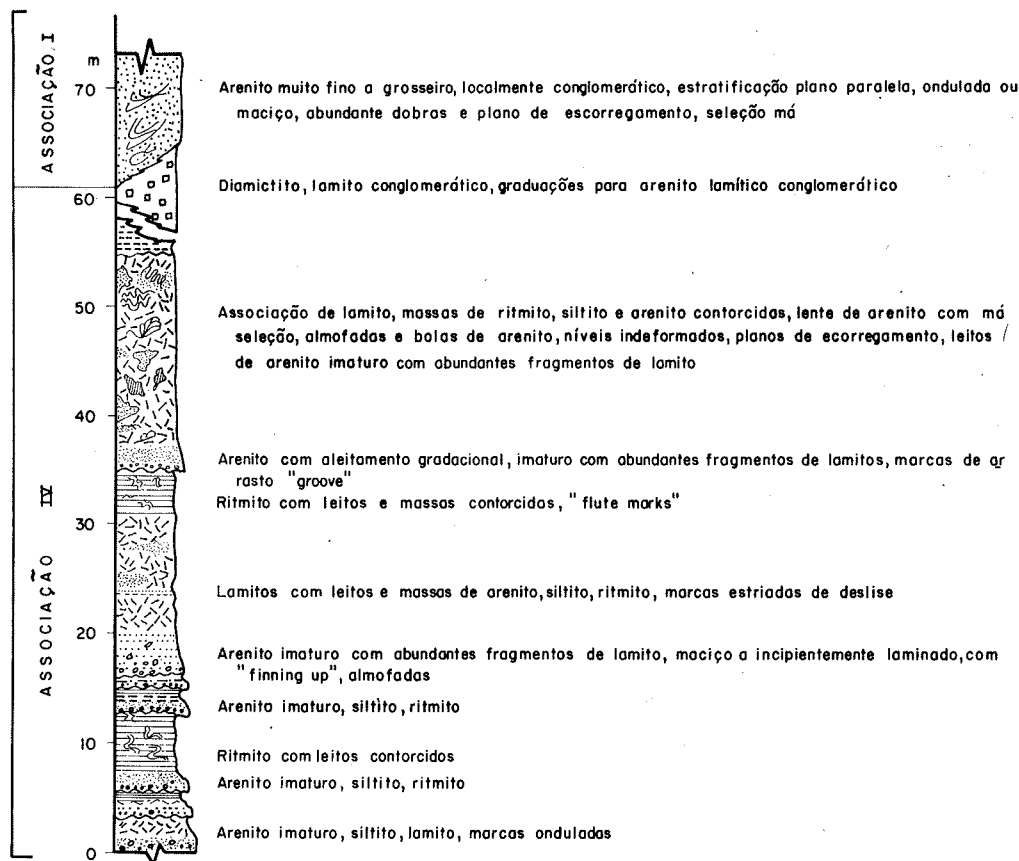 ASSOCIAÇÃO I
m
70
Arenito muito fino a grosseiro, localmente conglomerático, estratificação plano paralela, ondulada ou
maciço, abundante dobras e plano de escorregamento, seleção má
Diamictito, lamito conglomerático, graduações para arenito lamítico conglomerático
60
50
Associação de lamito, massas de ritmito, siltito e arenito contorcidas, lente de arenito com má
seleção, almofadas e bolas de arenito, níveis indeformados, planos de ecorregamento, leitos /
de arenito imaturo com abundantes fragmentos de lamito
40
Arenito com aleitamento gradacional, imaturo com abundantes fragmentos de lamitos, marcas de ar
rasto "groove"
Ritmito com leitos e massas contorcidas, "flute marks"
ASSOCIAÇÃO IV
30
Lamitos com leitos e massas de arenito, siltito, ritmito, marcas estriadas de deslise
20
Arenito imaturo com abundantes fragmentos de lamito, maciço a incipientemente laminado, com
"finning up", almofadas
Arenito imaturo, siltito, ritmito
10
Ritmito com leitos contorcidos
Arenito imaturo, siltito, ritmito
Arenito imaturo, siltito, lamito, marcas onduladas
0